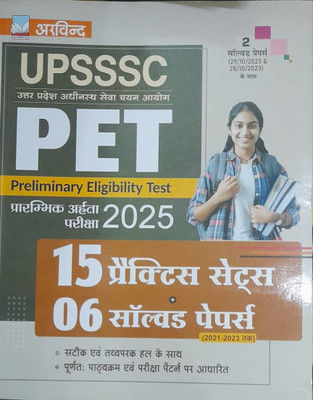 अरविन्द
2
सॉल्वड पेपर्स
(29/10/2023 &
28/10/2023)
के साथ
UPSSSC
उत्तर प्रदेश अधीनस्थ सेवा चयन आयोग
PET
Preliminary Eligibility Test
प्रारम्भिक अर्हता
परीक्षा 2025
15 प्रैक्टिस सेट्स
+
06 सॉल्वड पेपर्स
(2021-2023 तक)
• सटीक एवं तथ्यपरक हल के साथ
• पूर्णतः पाठ्यक्रम एवं परीक्षा पैटर्न पर आधारित